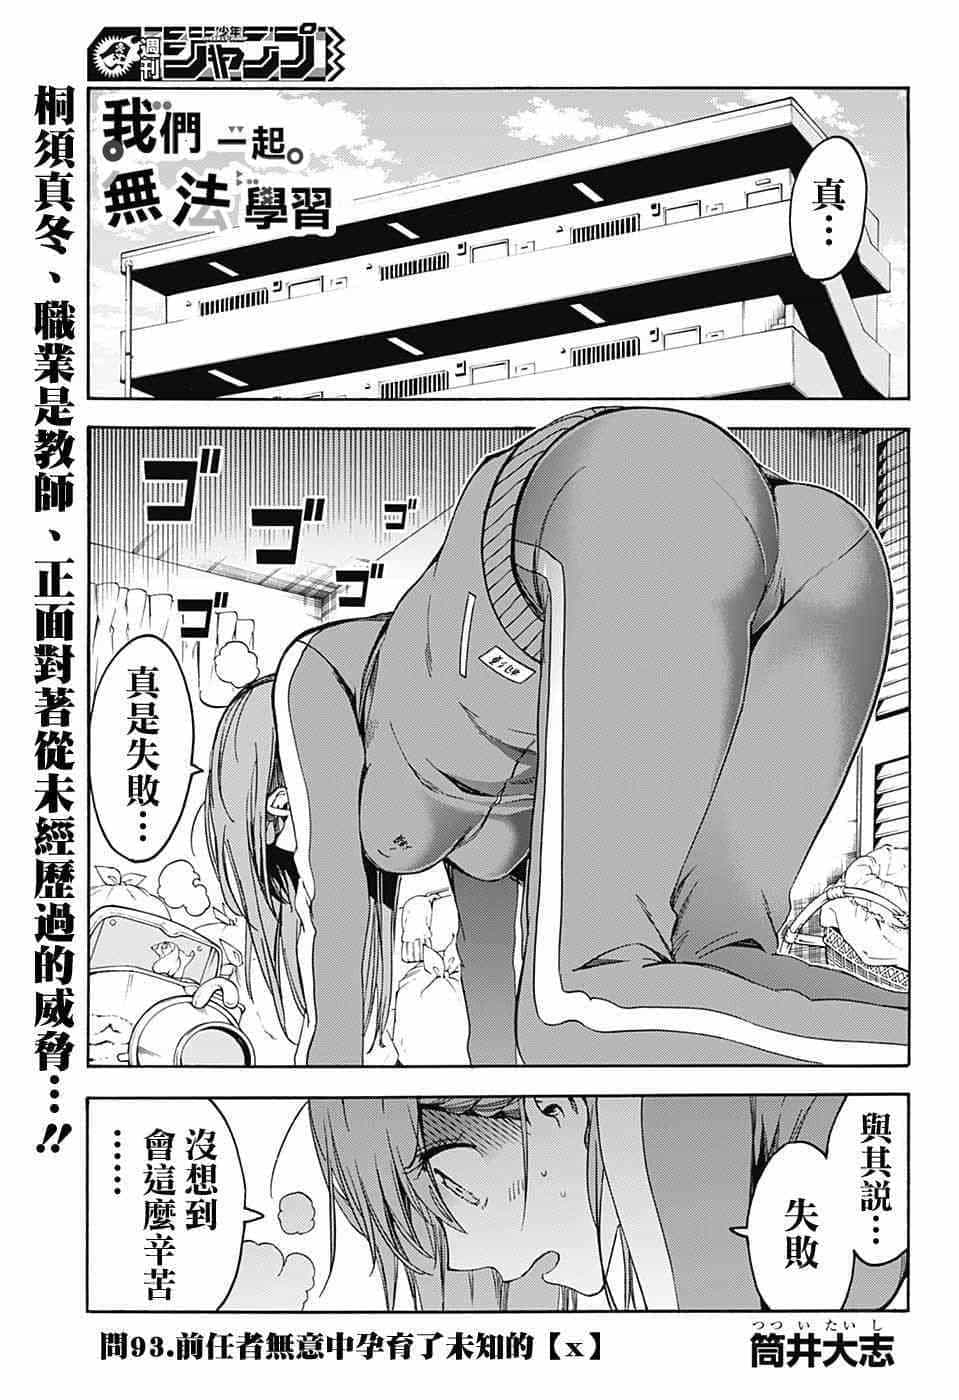 週刊少年ジャンプ
我們一起。
無法學習
桐須真冬、職業是教師、正面對著從未經歷過的威脅…!!
真…
ゴ
ゴ
ゴ
ゴ
真是失敗…
與其説…
失敗
沒想到
會這麼辛苦
……
問93.前任者無意中孕育了未知的【x】
つついたいし
筒井大志